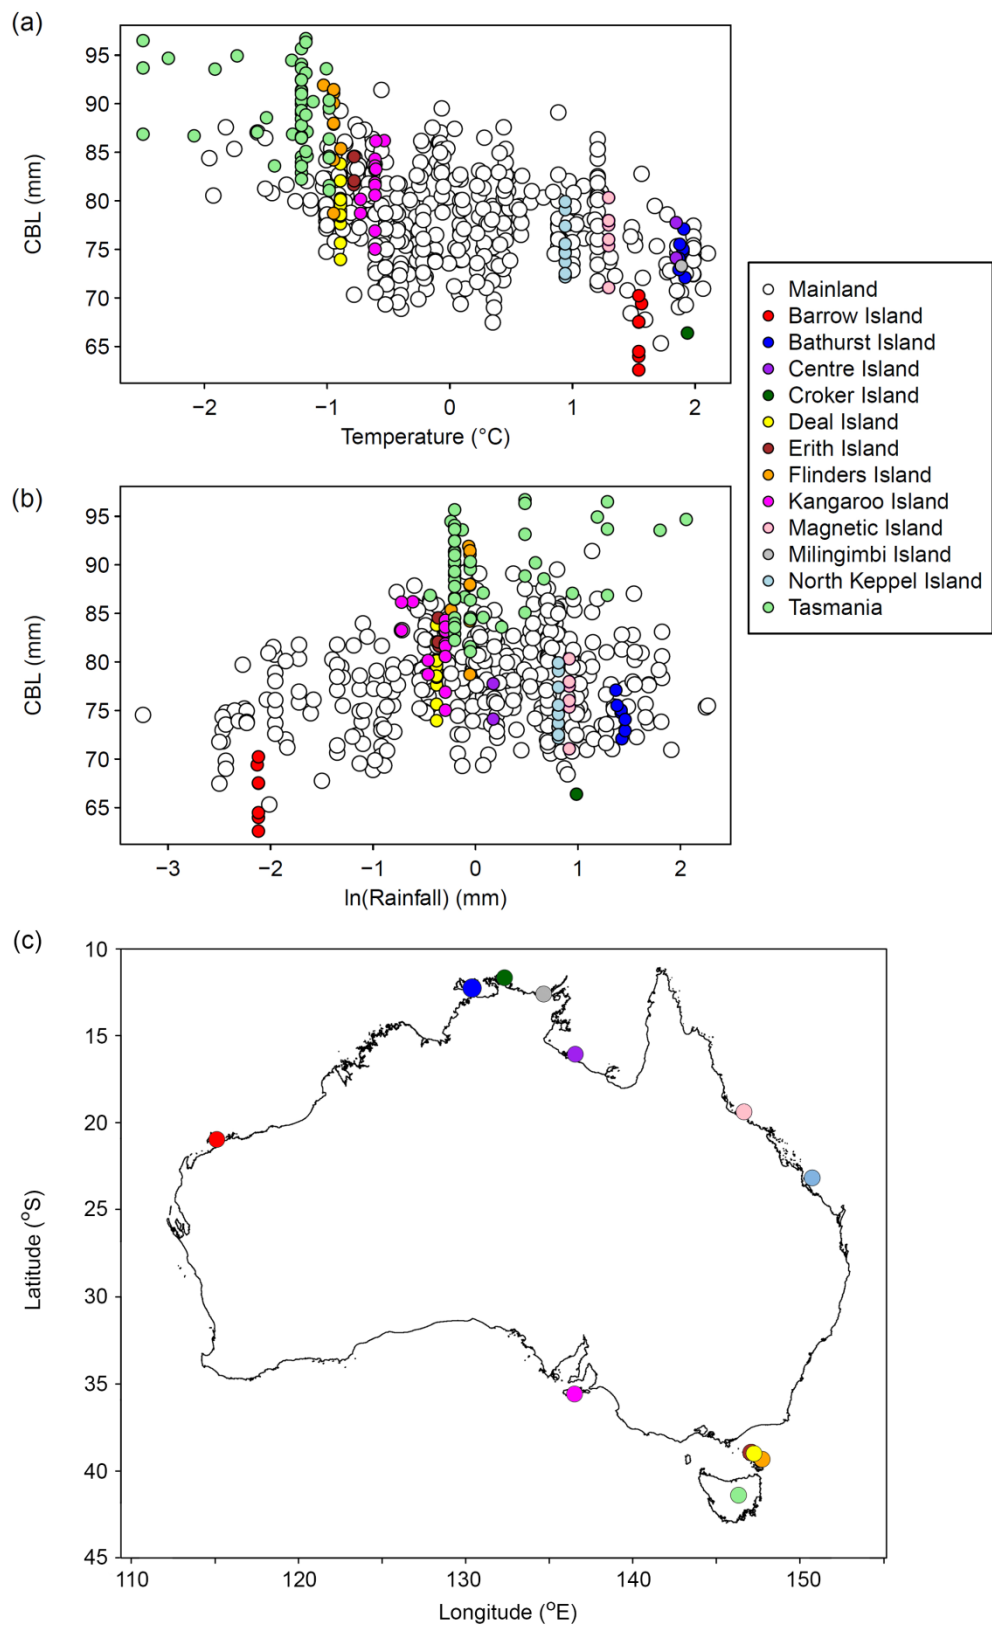 (a)
95
90
85
80
75
70
65
CBL (mm)
−2 −1 0 1 2
Temperature (°C)
Mainland
Barrow Island
Bathurst Island
Centre Island
Croker Island
Deal Island
Erith Island
Flinders Island
Kangaroo Island
Magnetic Island
Milingimbi Island
North Keppel Island
Tasmania
(b)
95
90
85
80
75
70
65
CBL (mm)
−3 −2 −1 0 1 2
ln(Rainfall) (mm)
(c)
10
15
20
25
30
35
40
45
Latitude (°S)
110 120 130 140 150
Longitude (°E)